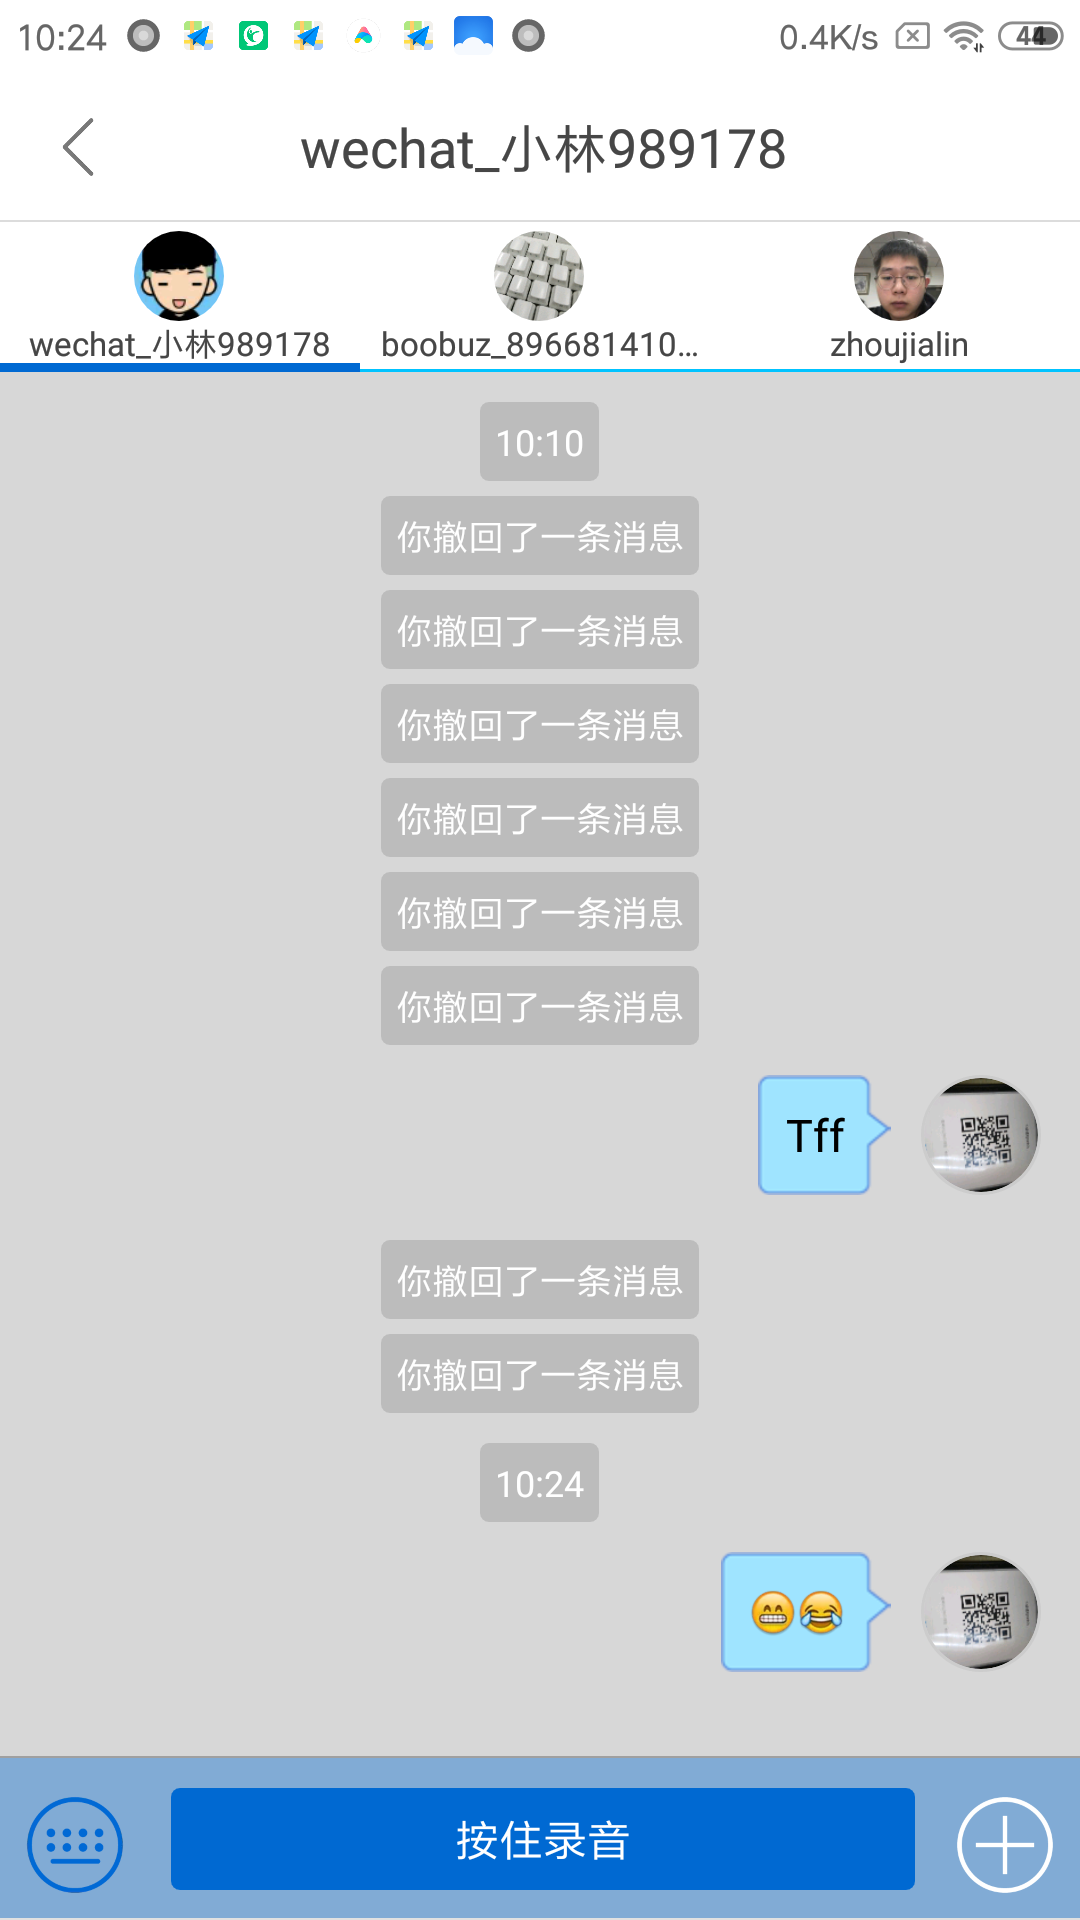 10:24
0.4K/s
44
wechat_小林989178
wechat_小林989178
boobuz_896681410...
zhoujialin
10:10
你撤回了一条消息
你撤回了一条消息
你撤回了一条消息
你撤回了一条消息
你撤回了一条消息
你撤回了一条消息
Tff
你撤回了一条消息
你撤回了一条消息
10:24
😁😂
按住录音